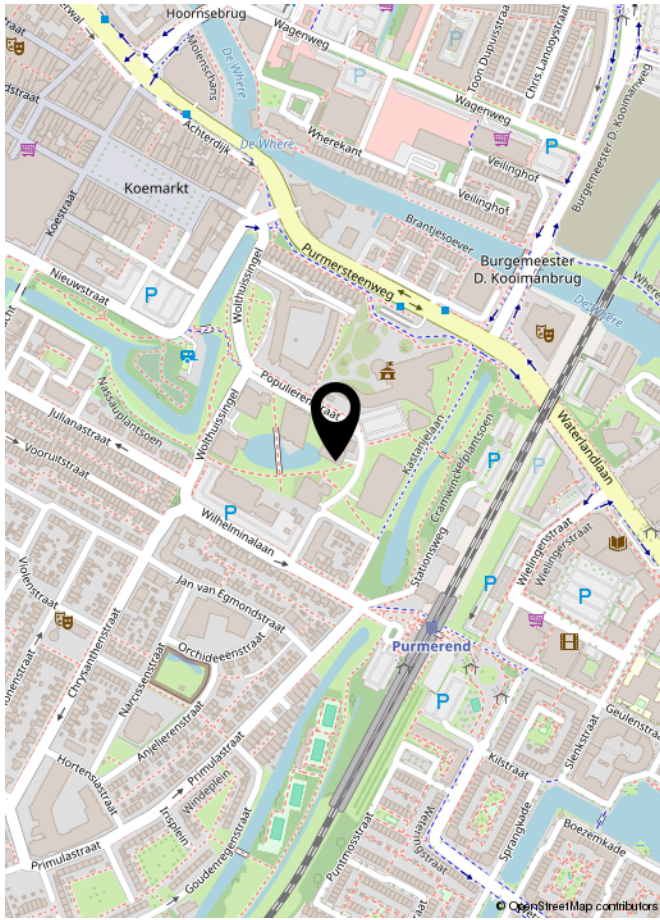 Hoornsebrug
Wagenweg
Toon Dupuisstraat
Chris Lanooystraat
Molenschans
De Where
Wagenweg
Burgemeester D. Kooimanweg
Achterdijk
De Where
Wherekant
Veilinghof
Koemarkt
Veilinghof
Koestraat
Brantjesoever
Purmersteenweg
Burgemeester
D. Kooimanbrug
Wolthuissingel
Nieuwstraat
De Where
Populierenstraat
Nassauplantsoen
Julianastraat
Wolthuissingel
Kastanjelaan
Cramwinckelplantsoen
Waterlandlaan
Vooruitstraat
Wilhelminalaan
Stationsweg
Wielingenstraat
Wielingenstraat
Violenstraat
Jan van Egmondstraat
Chrysanthenstraat
Orchideeënstraat
Purmerend
Narcissenstraat
Anjelierenstraat
Geulenstraat
Slenkstraat
Hortensiastraat
Primulastraat
Windeplein
Kilstraat
Irisplein
Goudenregenstraat
Puntmosstraat
Weteringstraat
Sprangkade
Boezemkade
Primulastraat
P
P
P
P
P
P
P
P
P
© OpenStreetMap contributors